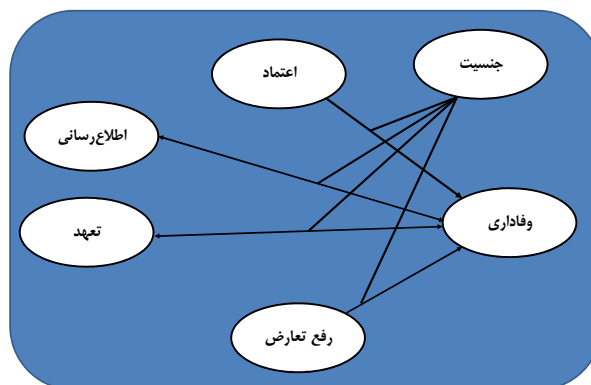 جنسیت
اعتماد
اطلاع‌رسانی
وفاداری
تعهد
رفع تعارض